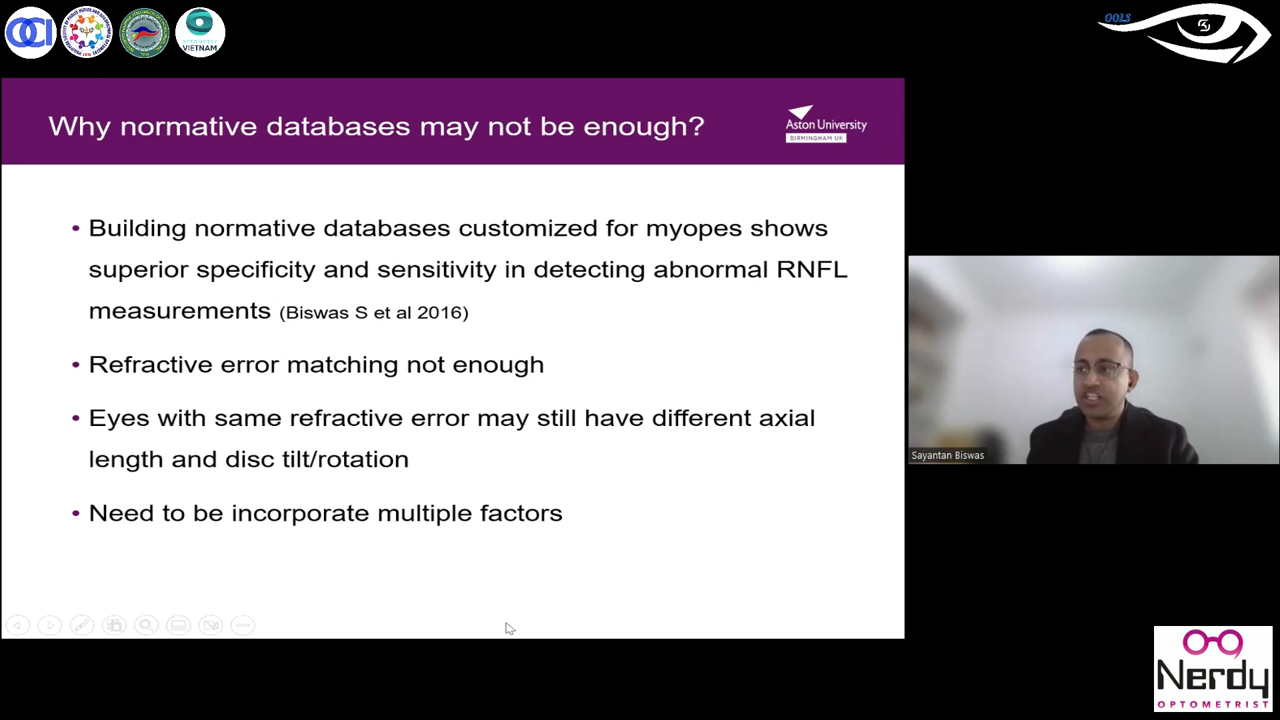 OCI
VIETNAM
OOLS
Why normative databases may not be enough?
Aston University
BIRMINGHAM UK
• Building normative databases customized for myopes shows
superior specificity and sensitivity in detecting abnormal RNFL
measurements (Biswas S et al 2016)
• Refractive error matching not enough
• Eyes with same refractive error may still have different axial
length and disc tilt/rotation
• Need to be incorporate multiple factors
Sayantan Biswas
Nerdy
OPTOMETRIST